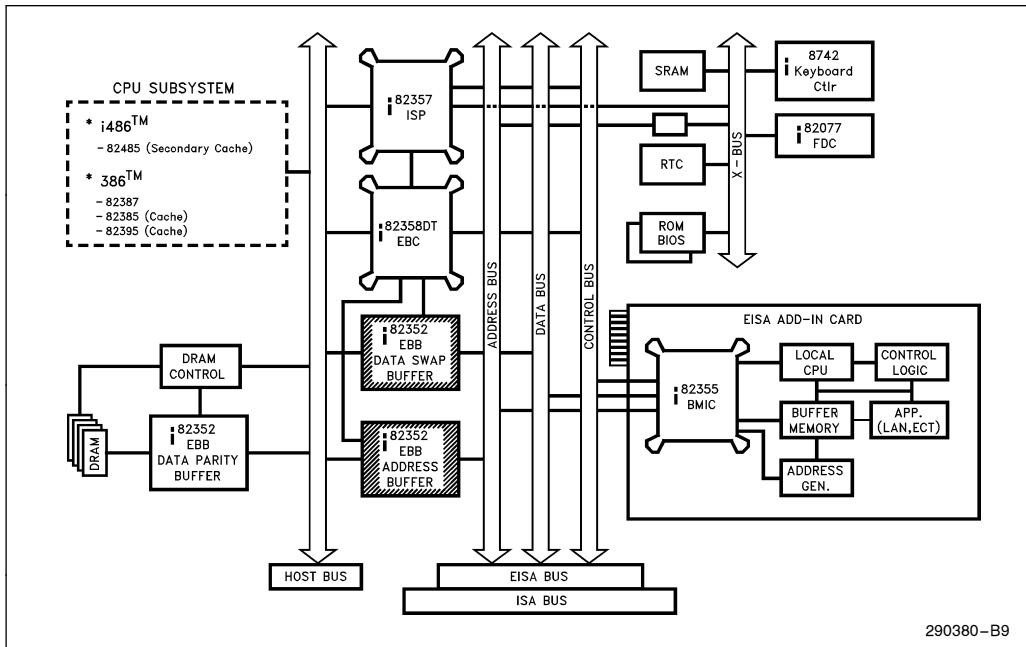 CPU SUBSYSTEM
* i486TM
- 82485 (Secondary Cache)
* 386TM
- 82387
- 82385 (Cache)
- 82395 (Cache)
i 82357
ISP
i 82358DT
EBC
i 82352
EBB
DATA SWAP
BUFFER
i 82352
EBB
ADDRESS
BUFFER
DRAM
CONTROL
i 82352
EBB
DATA PARITY
BUFFER
DRAM
HOST BUS
ADDRESS BUS
DATA BUS
CONTROL BUS
EISA BUS
ISA BUS
SRAM
RTC
ROM
BIOS
X-BUS
i 8742
Keyboard
Ctlr
i 82077
FDC
EISA ADD-IN CARD
i 82355
BMIC
LOCAL
CPU
CONTROL
LOGIC
BUFFER
MEMORY
APP.
(LAN,ECT)
ADDRESS
GEN.
290380-B9